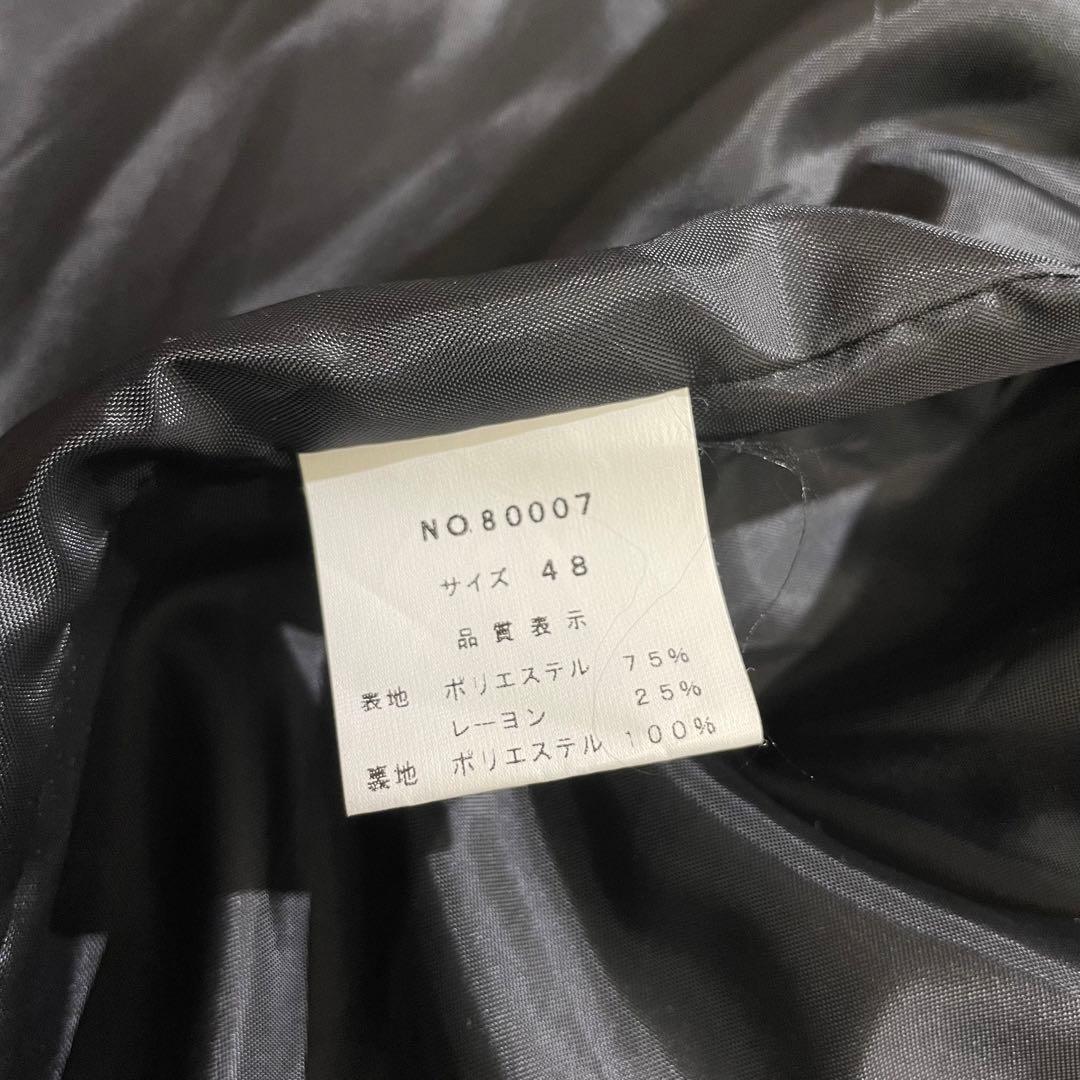 NO.80007
サイズ 48
品質表示
表地 ポリエステル 75%
レーヨン 25%
裏地 ポリエステル 100%